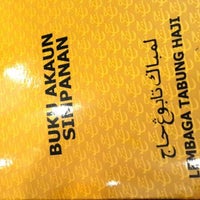 BUKU AKAUN
SIMPANAN
لمباݢ تابوڠ حاج
LEMBAGA TABUNG HAJI